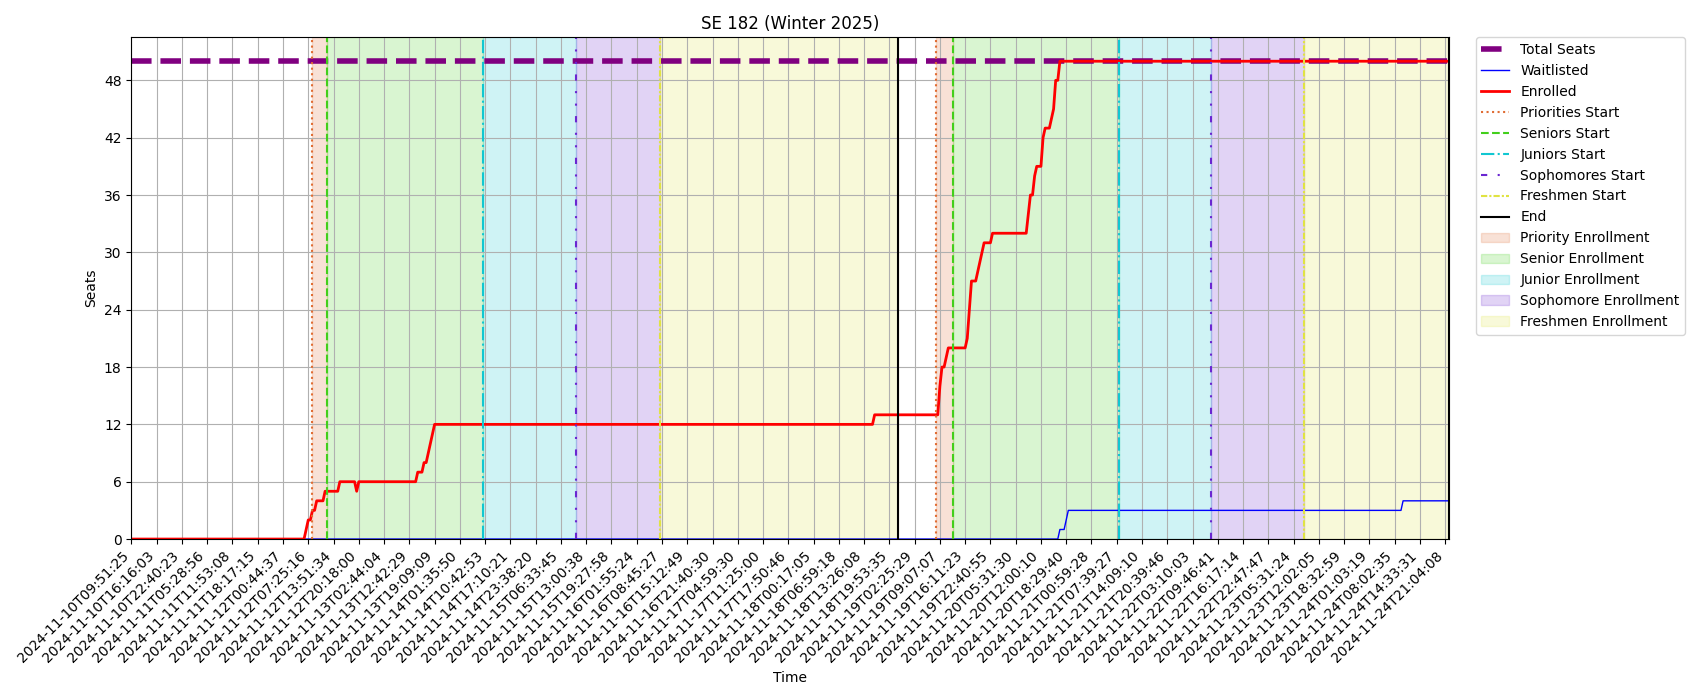 SE 182 (Winter 2025)
Seats
48
42
36
30
24
18
12
6
0
2024-11-10T09:51:25
2024-11-10T16:16:03
2024-11-10T22:40:23
2024-11-11T05:28:56
2024-11-11T11:53:08
2024-11-11T18:17:15
2024-11-12T00:44:37
2024-11-12T07:25:16
2024-11-12T13:51:34
2024-11-12T20:18:00
2024-11-13T02:44:04
2024-11-13T12:42:29
2024-11-13T19:09:09
2024-11-14T01:35:50
2024-11-14T10:42:53
2024-11-14T17:10:21
2024-11-14T23:38:20
2024-11-15T06:33:45
2024-11-15T13:00:38
2024-11-15T19:27:58
2024-11-16T01:55:24
2024-11-16T08:45:27
2024-11-16T15:12:49
2024-11-16T21:40:30
2024-11-17T04:59:30
2024-11-17T11:25:00
2024-11-17T17:50:46
2024-11-18T00:17:05
2024-11-18T06:59:18
2024-11-18T13:26:08
2024-11-18T19:53:35
2024-11-19T02:25:29
2024-11-19T09:07:07
2024-11-19T16:11:23
2024-11-19T22:40:55
2024-11-20T05:31:30
2024-11-20T12:00:10
2024-11-20T18:29:40
2024-11-21T00:59:28
2024-11-21T07:39:27
2024-11-21T14:09:10
2024-11-21T20:39:46
2024-11-22T03:10:03
2024-11-22T09:46:41
2024-11-22T16:17:14
2024-11-22T22:47:47
2024-11-23T05:31:24
2024-11-23T12:02:05
2024-11-23T18:32:59
2024-11-24T01:03:19
2024-11-24T08:02:35
2024-11-24T14:33:31
2024-11-24T21:04:08
Time
Total Seats
Waitlisted
Enrolled
Priorities Start
Seniors Start
Juniors Start
Sophomores Start
Freshmen Start
End
Priority Enrollment
Senior Enrollment
Junior Enrollment
Sophomore Enrollment
Freshmen Enrollment